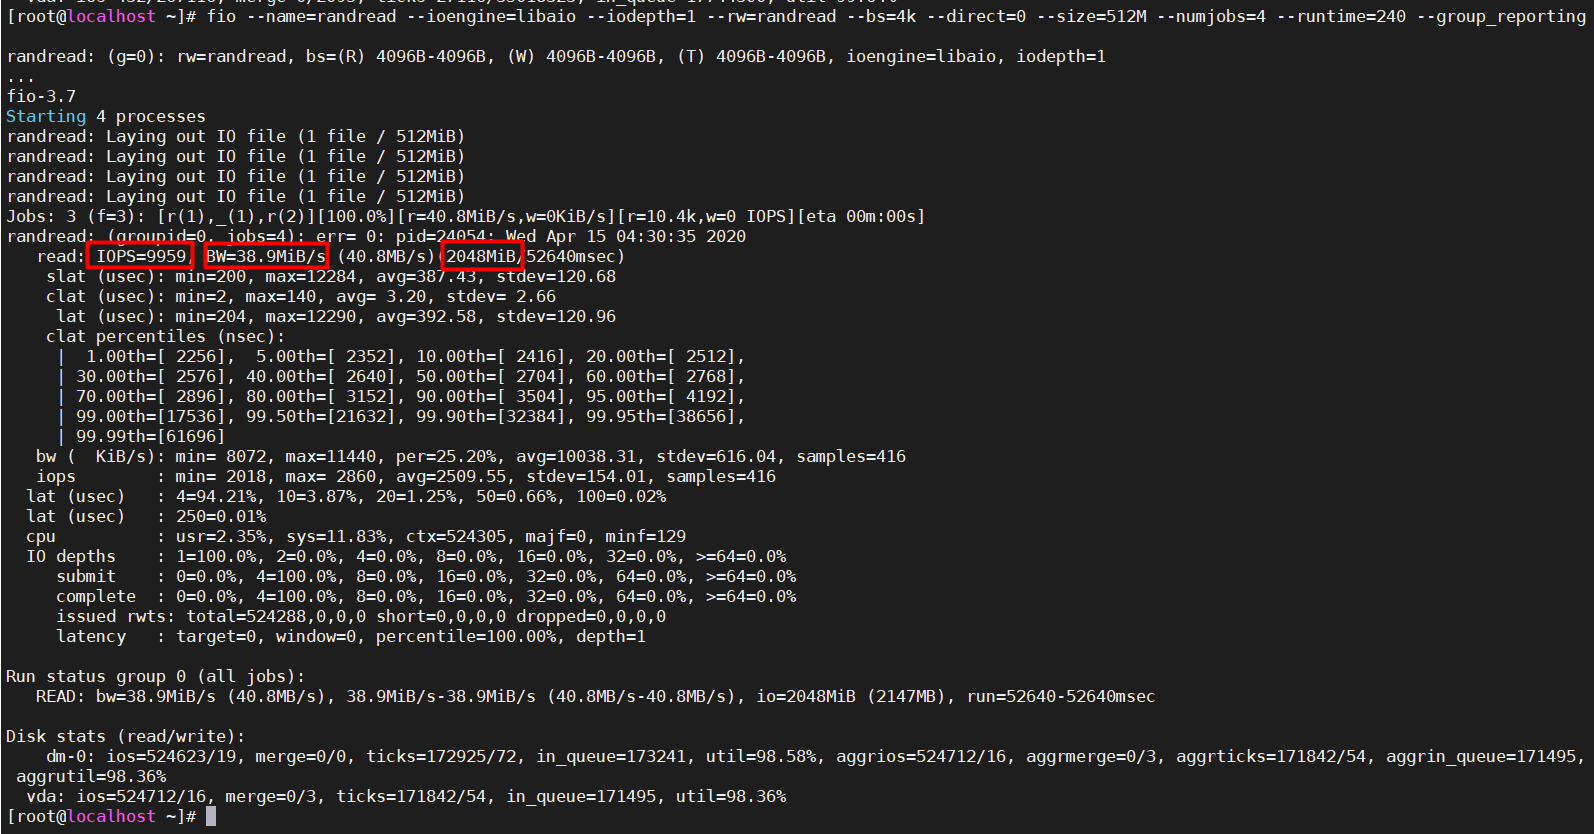 [root@localhost ~]# fio --name=randread --ioengine=libaio --iodepth=1 --rw=randread --bs=4k --direct=0 --size=512M --numjobs=4 --runtime=240 --group_reporting
randread: (g=0): rw=randread, bs=(R) 4096B-4096B, (W) 4096B-4096B, (T) 4096B-4096B, ioengine=libaio, iodepth=1
...
fio-3.7
Starting 4 processes
randread: Laying out IO file (1 file / 512MiB)
randread: Laying out IO file (1 file / 512MiB)
randread: Laying out IO file (1 file / 512MiB)
randread: Laying out IO file (1 file / 512MiB)
Jobs: 3 (f=3): [r(1),_(1),r(2)][100.0%][r=40.8MiB/s,w=0KiB/s][r=10.4k,w=0 IOPS][eta 00m:00s]
randread: (groupid=0, jobs=4): err= 0: pid=24054: Wed Apr 15 04:30:35 2020
read: IOPS=9959, BW=38.9MiB/s (40.8MB/s)(2048MiB/52640msec)
slat (usec): min=200, max=12284, avg=387.43, stdev=120.68
clat (usec): min=2, max=140, avg= 3.20, stdev= 2.66
lat (usec): min=204, max=12290, avg=392.58, stdev=120.96
clat percentiles (nsec):
|  1.00th=[ 2256],  5.00th=[ 2352], 10.00th=[ 2416], 20.00th=[ 2512],
| 30.00th=[ 2576], 40.00th=[ 2640], 50.00th=[ 2704], 60.00th=[ 2768],
| 70.00th=[ 2896], 80.00th=[ 3152], 90.00th=[ 3504], 95.00th=[ 4192],
| 99.00th=[17536], 99.50th=[21632], 99.90th=[32384], 99.95th=[38656],
| 99.99th=[61696]
bw (  KiB/s): min= 8072, max=11440, per=25.20%, avg=10038.31, stdev=616.04, samples=416
iops        : min= 2018, max= 2860, avg=2509.55, stdev=154.01, samples=416
lat (usec)   : 4=94.21%, 10=3.87%, 20=1.25%, 50=0.66%, 100=0.02%
lat (usec)   : 250=0.01%
cpu          : usr=2.35%, sys=11.83%, ctx=524305, majf=0, minf=129
IO depths    : 1=100.0%, 2=0.0%, 4=0.0%, 8=0.0%, 16=0.0%, 32=0.0%, >=64=0.0%
submit    : 0=0.0%, 4=100.0%, 8=0.0%, 16=0.0%, 32=0.0%, 64=0.0%, >=64=0.0%
complete  : 0=0.0%, 4=100.0%, 8=0.0%, 16=0.0%, 32=0.0%, 64=0.0%, >=64=0.0%
issued rwts: total=524288,0,0,0 short=0,0,0,0 dropped=0,0,0,0
latency   : target=0, window=0, percentile=100.00%, depth=1
Run status group 0 (all jobs):
READ: bw=38.9MiB/s (40.8MB/s), 38.9MiB/s-38.9MiB/s (40.8MB/s-40.8MB/s), io=2048MiB (2147MB), run=52640-52640msec
Disk stats (read/write):
dm-0: ios=524623/19, merge=0/0, ticks=172925/72, in_queue=173241, util=98.58%, aggrios=524712/16, aggrmerge=0/3, aggrticks=171842/54, aggrin_queue=171495,
aggrutil=98.36%
vda: ios=524712/16, merge=0/3, ticks=171842/54, in_queue=171495, util=98.36%
[root@localhost ~]#